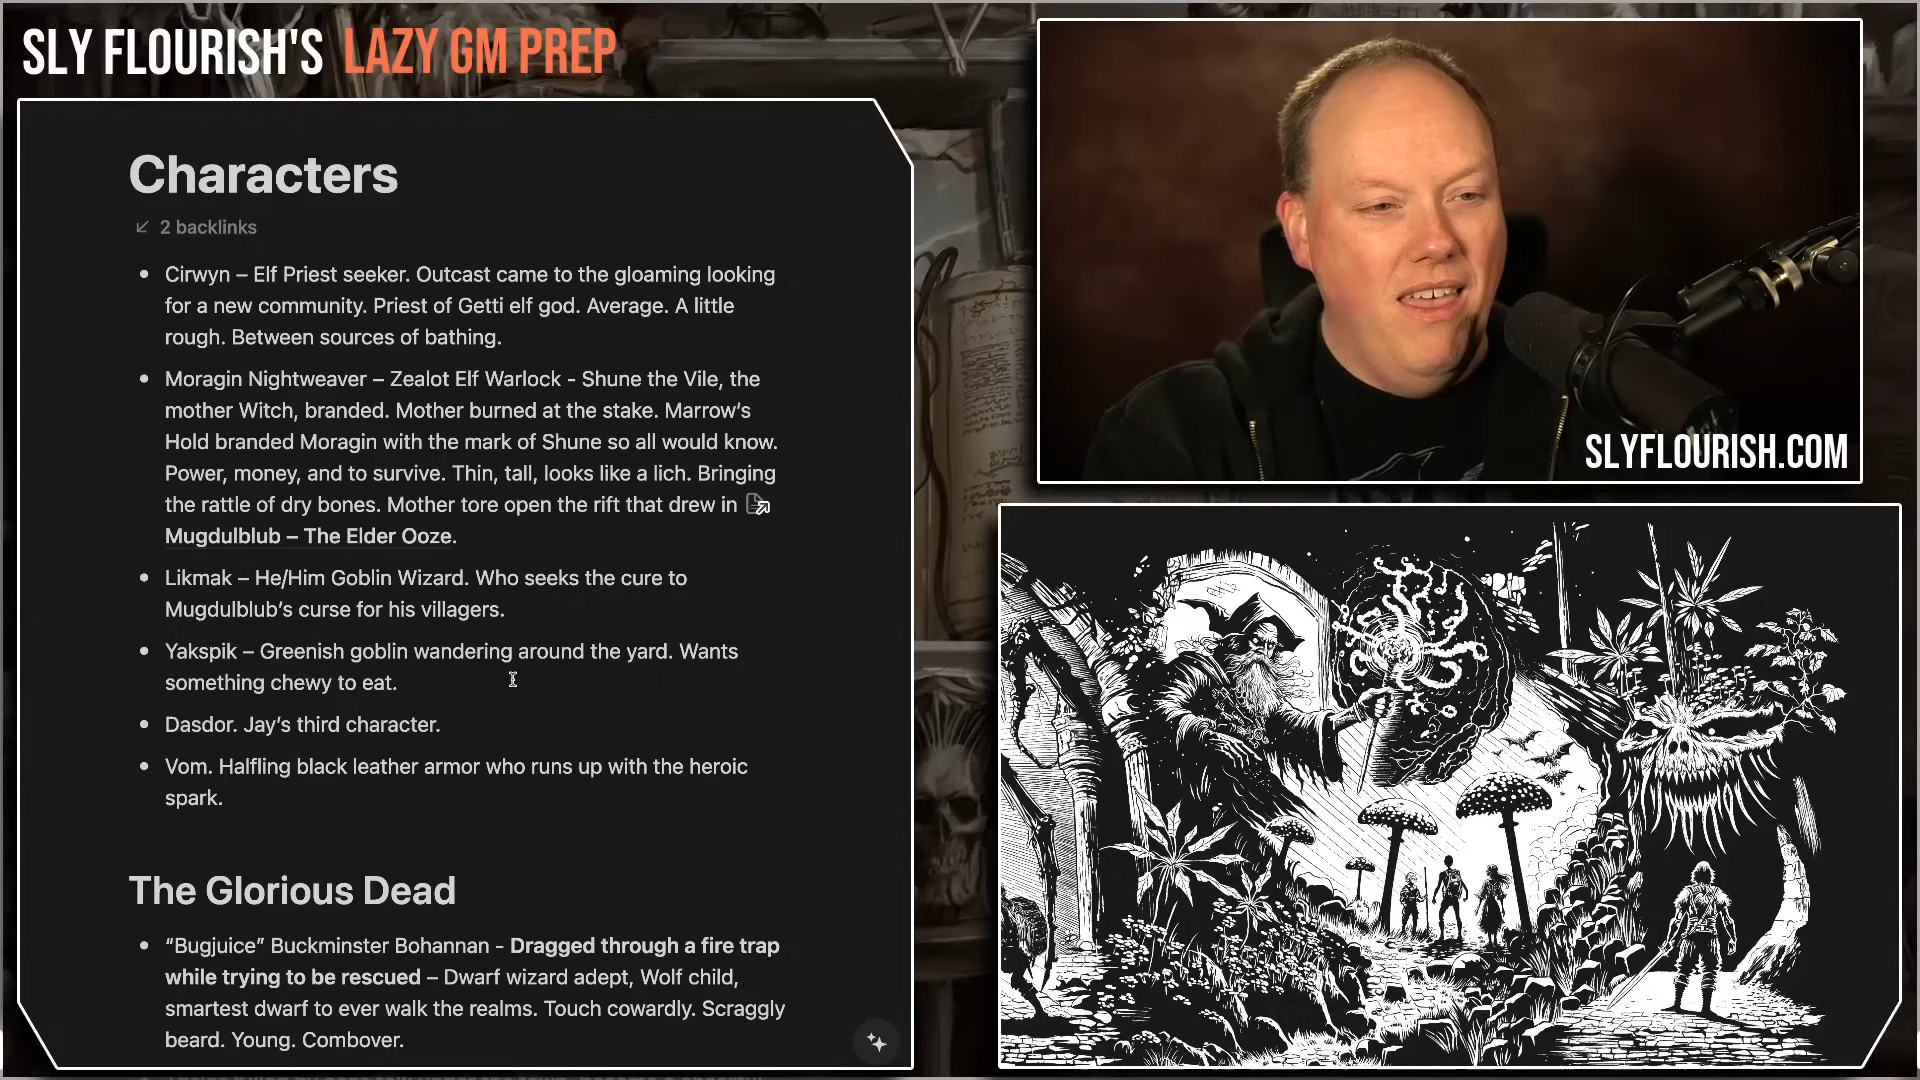 SLY FLOURISH'S LAZY GM PREP
Characters
2 backlinks
Cirwyn – Elf Priest seeker. Outcast came to the gloaming looking
for a new community. Priest of Getti elf god. Average. A little
rough. Between sources of bathing.
Moragin Nightweaver – Zealot Elf Warlock - Shune the Vile, the
mother Witch, branded. Mother burned at the stake. Marrow’s
Hold branded Moragin with the mark of Shune so all would know.
Power, money, and to survive. Thin, tall, looks like a lich. Bringing
the rattle of dry bones. Mother tore open the rift that drew in
Mugdulblub – The Elder Ooze.
Likmak – He/Him Goblin Wizard. Who seeks the cure to
Mugdulblub’s curse for his villagers.
Yakspik – Greenish goblin wandering around the yard. Wants
something chewy to eat.
Dasdor. Jay’s third character.
Vom. Halfling black leather armor who runs up with the heroic
spark.
The Glorious Dead
“Bugjuice” Buckminster Bohannan - Dragged through a fire trap
while trying to be rescued – Dwarf wizard adept, Wolf child,
smartest dwarf to ever walk the realms. Touch cowardly. Scraggly
beard. Young. Combover.
SLYFLOURISH.COM